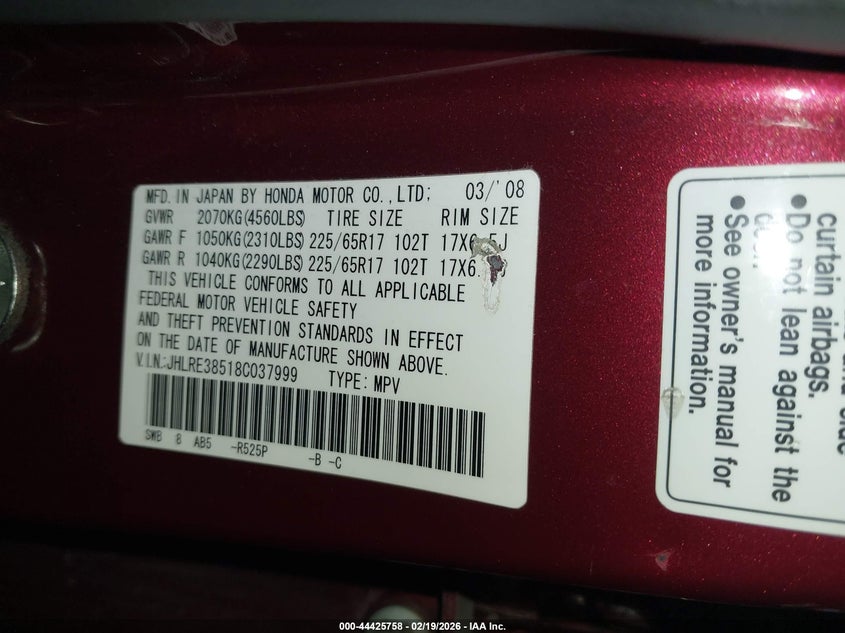 MFD. IN JAPAN BY HONDA MOTOR CO.,LTD; 03/'08
GVWR 2070KG(4560LBS) TIRE SIZE RIM SIZE
GAWR F 1050KG(2310LBS) 225/65R17 102T 17X6.5J
GAWR R 1040KG(2290LBS) 225/65R17 102T 17X6.
THIS VEHICLE CONFORMS TO ALL APPLICABLE
FEDERAL MOTOR VEHICLE SAFETY
AND THEFT PREVENTION STANDARDS IN EFFECT
ON THE DATE OF MANUFACTURE SHOWN ABOVE.
V.I.N.:JHLRE38518C037999 TYPE: MPV
SWB 8 AB5 -R525P -B -C
and side
curtain airbags.
●Do not lean against the
door.
●See owner's manual for
more information.
000-44425758 - 02/19/2026 - IAA Inc.